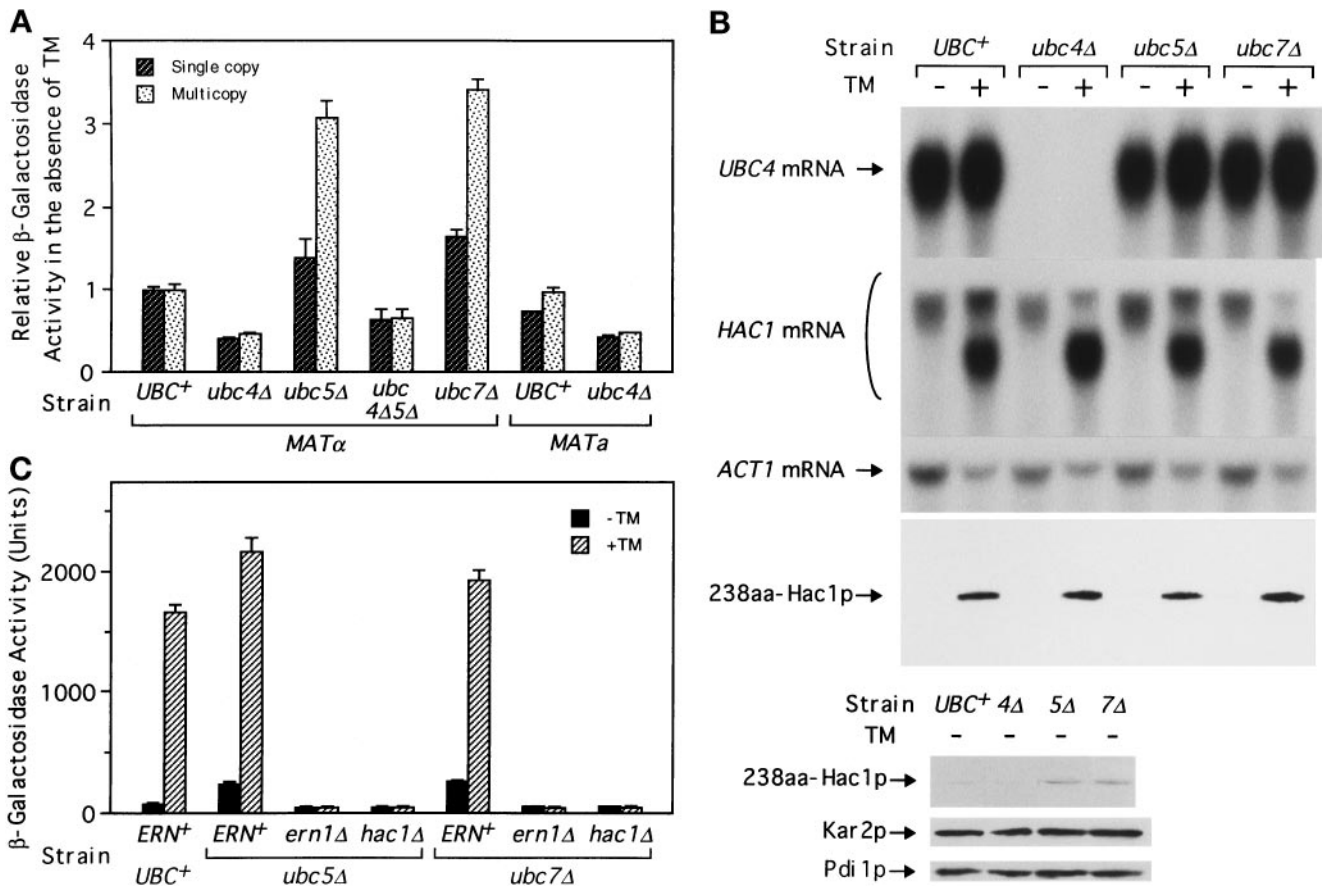 A
Relative β-Galactosidase
Activity in the absence of TM
4
3
2
1
0
Single copy
Multicopy
Strain
UBC+ ubc4Δ ubc5Δ ubc 4Δ5Δ ubc7Δ UBC+ ubc4Δ
MATα MATa
B
Strain UBC+ ubc4Δ ubc5Δ ubc7Δ
TM - + - + - + - +
UBC4 mRNA
HAC1 mRNA
ACT1 mRNA
238aa-Hac1p
Strain UBC+ 4Δ 5Δ 7Δ
TM - - - -
238aa-Hac1p
Kar2p
Pdi1p
C
β-Galactosidase Activity (Units)
2000
1000
0
-TM
+TM
ERN+ ERN+ ern1Δ hac1Δ ERN+ ern1Δ hac1Δ
Strain
UBC+ ubc5Δ ubc7Δ